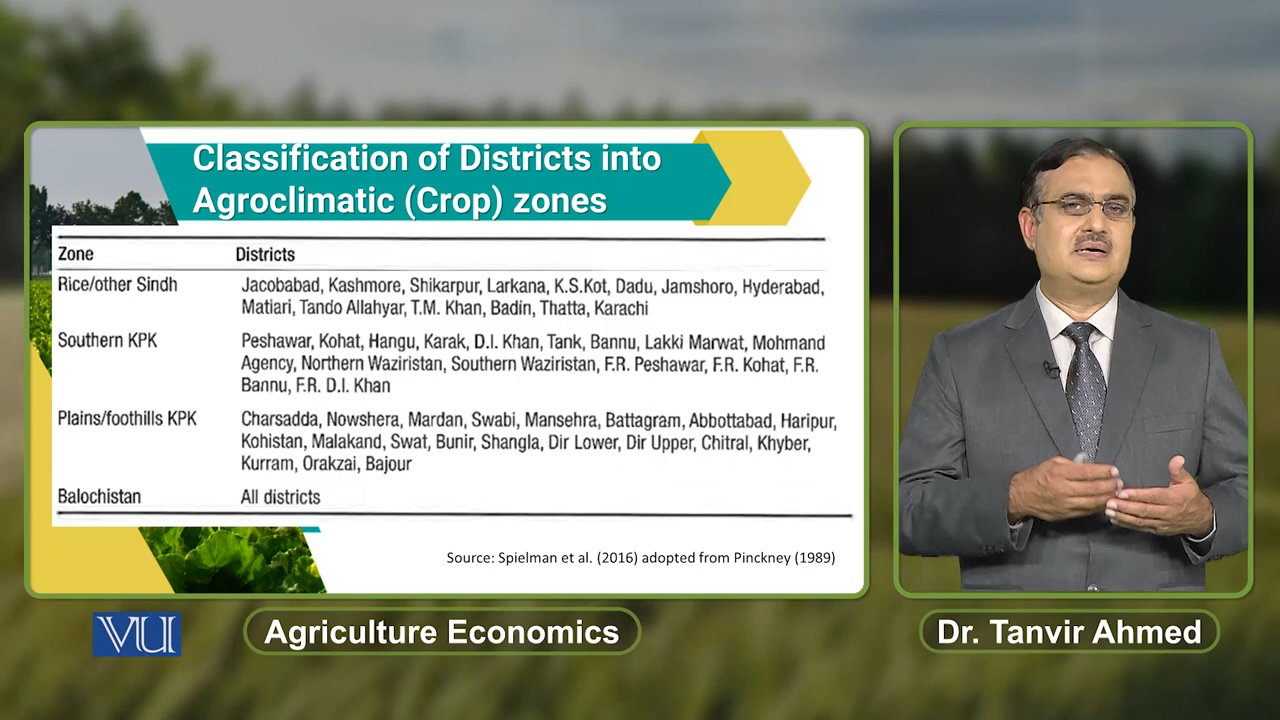 Classification of Districts into
Agroclimatic (Crop) zones
Zone Districts
Rice/other Sindh Jacobabad, Kashmore, Shikarpur, Larkana, K.S.Kot, Dadu, Jamshoro, Hyderabad,
Matiari, Tando Allahyar, T.M. Khan, Badin, Thatta, Karachi
Southern KPK Peshawar, Kohat, Hangu, Karak, D.I. Khan, Tank, Bannu, Lakki Marwat, Mohmand
Agency, Northern Waziristan, Southern Waziristan, F.R. Peshawar, F.R. Kohat, F.R.
Bannu, F.R. D.I. Khan
Plains/foothills KPK Charsadda, Nowshera, Mardan, Swabi, Mansehra, Battagram, Abbottabad, Haripur,
Kohistan, Malakand, Swat, Bunir, Shangla, Dir Lower, Dir Upper, Chitral, Khyber,
Kurram, Orakzai, Bajour
Balochistan All districts
Source: Spielman et al. (2016) adopted from Pinckney (1989)
VU
Agriculture Economics
Dr. Tanvir Ahmed